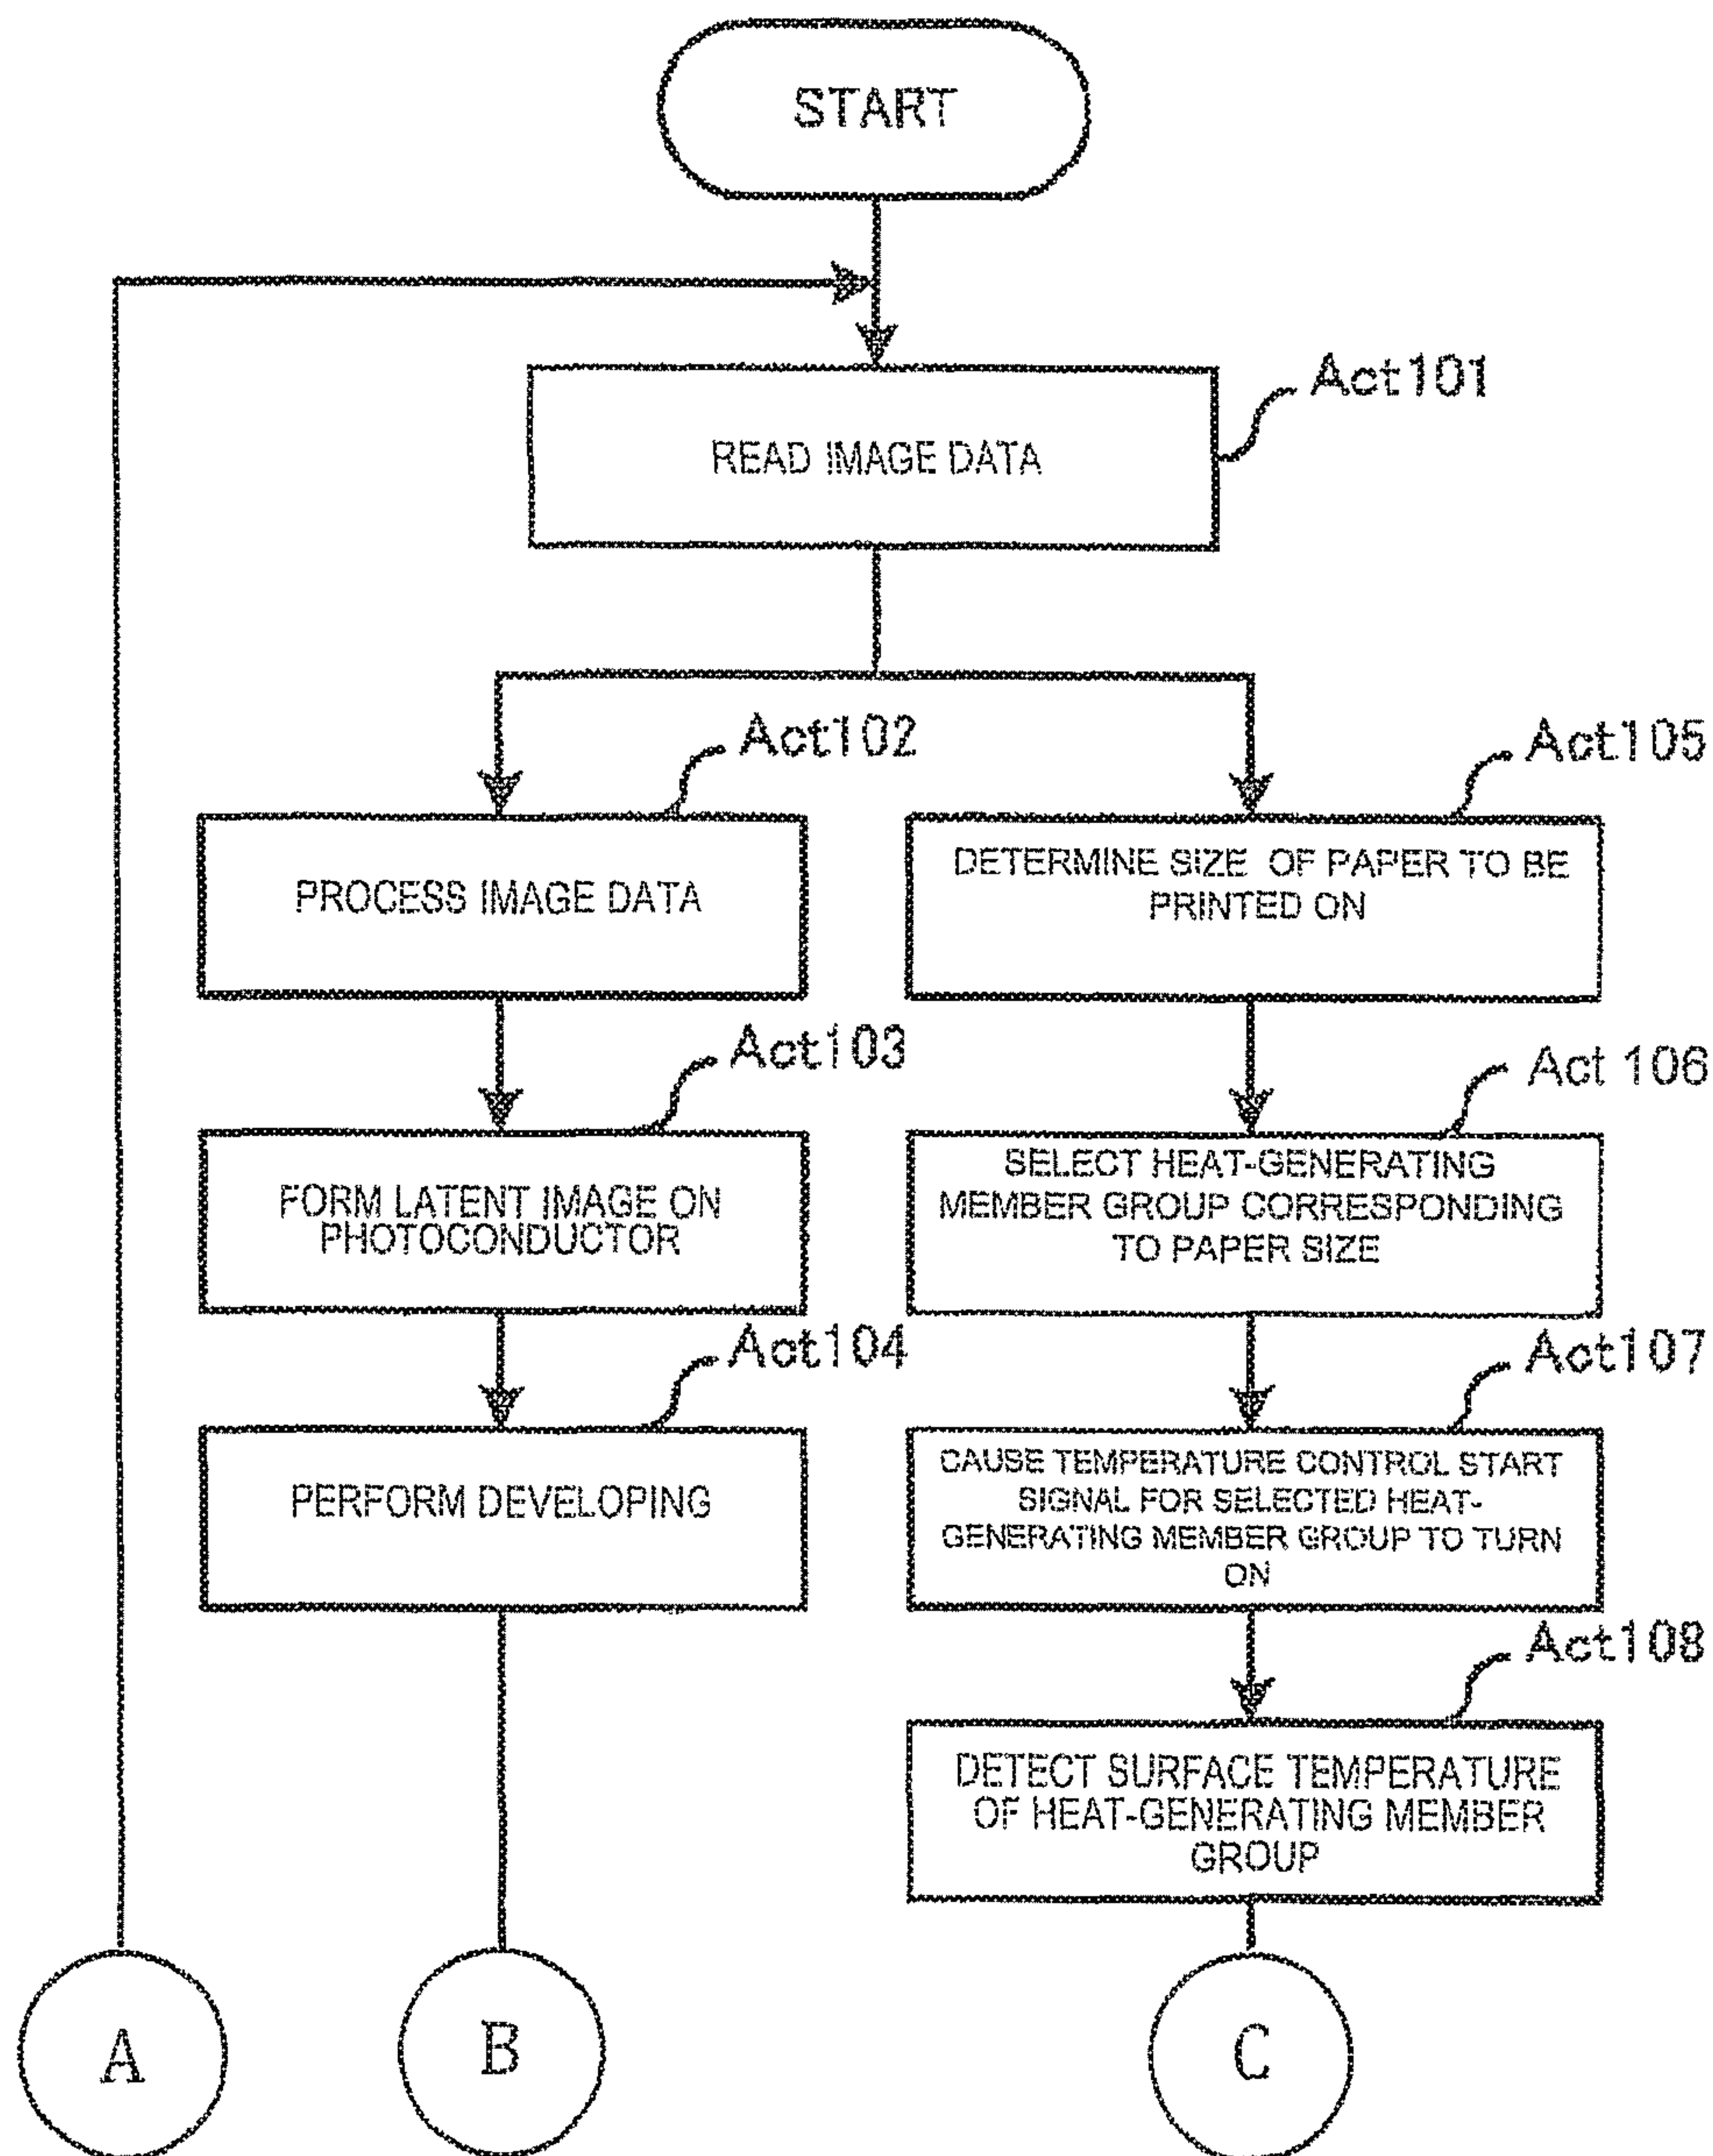 START
Act101
READ IMAGE DATA
Act102
PROCESS IMAGE DATA
Act103
FORM LATENT IMAGE ON
PHOTOCONDUCTOR
Act104
PERFORM DEVELOPING
Act105
DETERMINE SIZE OF PAPER TO BE
PRINTED ON
Act 106
SELECT HEAT-GENERATING
MEMBER GROUP CORRESPONDING
TO PAPER SIZE
Act107
CAUSE TEMPERATURE CONTROL START
SIGNAL FOR SELECTED HEAT-
GENERATING MEMBER GROUP TO TURN
ON
Act108
DETECT SURFACE TEMPERATURE
OF HEAT-GENERATING MEMBER
GROUP
A
B
C